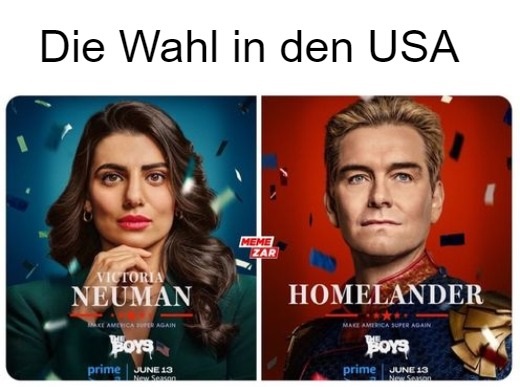 Die Wahl in den USA
VICTORIA
NEUMAN
MAKE AMERICA SUPER AGAIN
THE
BOYS
prime
JUNE 13
New Season
MEME
ZAR
HOMELANDER
MAKE AMERICA SUPER AGAIN
THE
BOYS
prime
JUNE 13
New Season